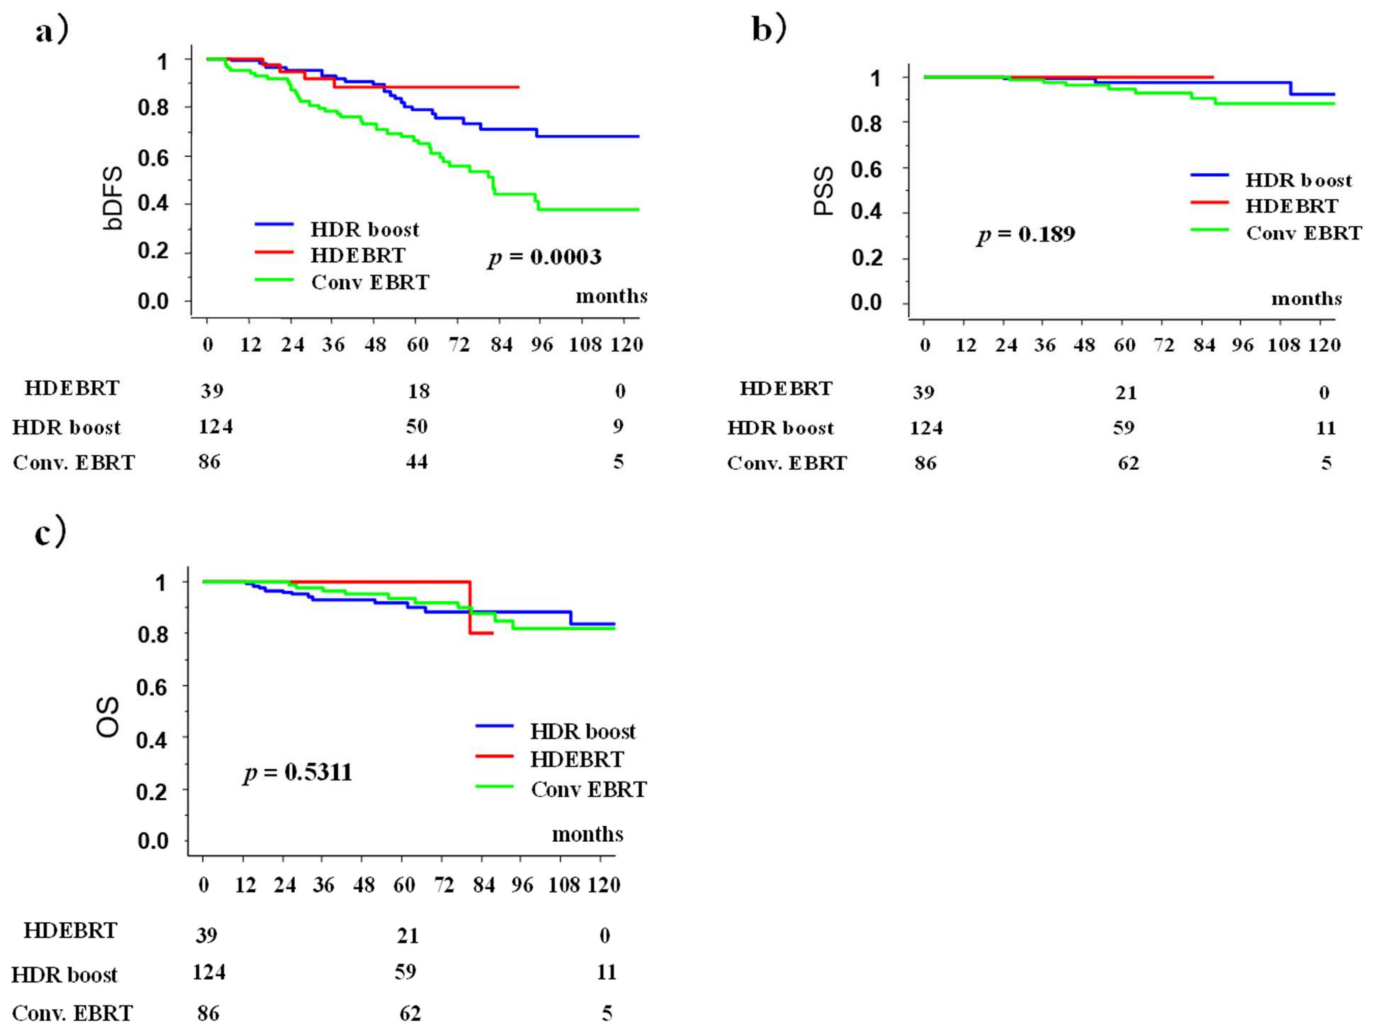 a)
1
0.8
0.6
0.4
0.2
0.0
bDFS
HDR boost
HDEBRT
Conv EBRT
p = 0.0003
months
0 12 24 36 48 60 72 84 96 108 120
HDEBRT 39 18 0
HDR boost 124 50 9
Conv. EBRT 86 44 5
b)
1
0.8
0.6
0.4
0.2
0.0
PSS
HDR boost
HDEBRT
Conv EBRT
p = 0.189
months
0 12 24 36 48 60 72 84 96 108 120
HDEBRT 39 21 0
HDR boost 124 59 11
Conv. EBRT 86 62 5
c)
1
0.8
0.6
0.4
0.2
0.0
OS
HDR boost
HDEBRT
Conv EBRT
p = 0.5311
months
0 12 24 36 48 60 72 84 96 108 120
HDEBRT 39 21 0
HDR boost 124 59 11
Conv. EBRT 86 62 5